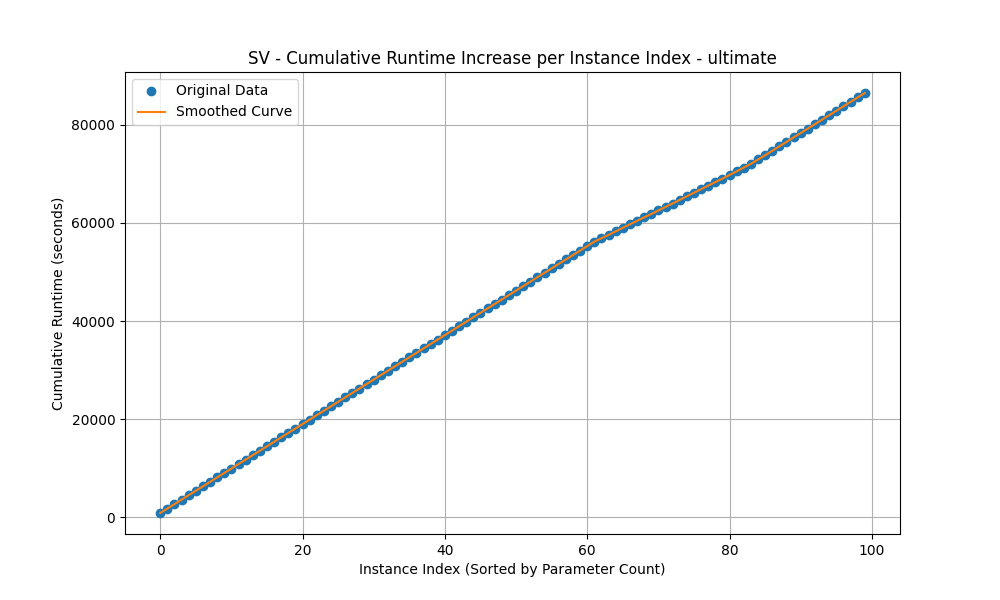 SV - Cumulative Runtime Increase per Instance Index - ultimate
Original Data
Smoothed Curve
Cumulative Runtime (seconds)
80000
60000
40000
20000
0
0 20 40 60 80 100
Instance Index (Sorted by Parameter Count)